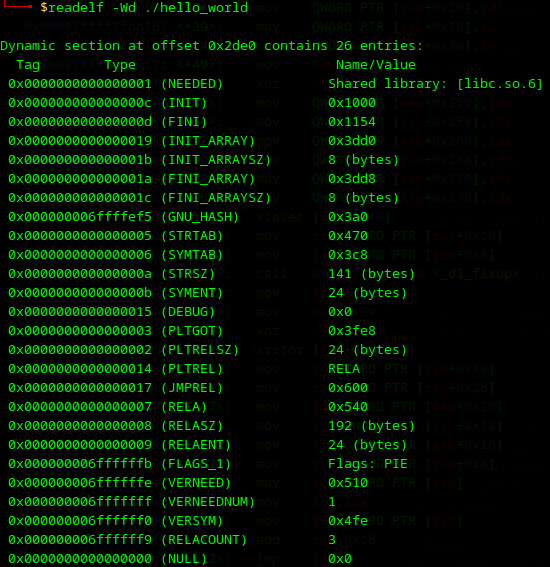 $readelf -Wd ./hello_world
Dynamic section at offset 0x2de0 contains 26 entries:
Tag Type Name/Value
0x0000000000000001 (NEEDED) Shared library: [libc.so.6]
0x000000000000000c (INIT) 0x1000
0x000000000000000d (FINI) 0x1154
0x0000000000000019 (INIT_ARRAY) 0x3dd0
0x000000000000001b (INIT_ARRAYSZ) 8 (bytes)
0x000000000000001a (FINI_ARRAY) 0x3dd8
0x000000000000001c (FINI_ARRAYSZ) 8 (bytes)
0x000000006ffffef5 (GNU_HASH) 0x3a0
0x0000000000000005 (STRTAB) 0x470
0x0000000000000006 (SYMTAB) 0x3c8
0x000000000000000a (STRSZ) 141 (bytes)
0x000000000000000b (SYMENT) 24 (bytes)
0x0000000000000015 (DEBUG) 0x0
0x0000000000000003 (PLTGOT) 0x3fe8
0x0000000000000002 (PLTRELSZ) 24 (bytes)
0x0000000000000014 (PLTREL) RELA
0x0000000000000017 (JMPREL) 0x600
0x0000000000000007 (RELA) 0x540
0x0000000000000008 (RELASZ) 192 (bytes)
0x0000000000000009 (RELAENT) 24 (bytes)
0x000000006ffffffb (FLAGS_1) Flags: PIE
0x000000006ffffffe (VERNEED) 0x510
0x000000006fffffff (VERNEEDNUM) 1
0x000000006ffffff0 (VERSYM) 0x4fe
0x000000006ffffff9 (RELACOUNT) 3
0x0000000000000000 (NULL) 0x0